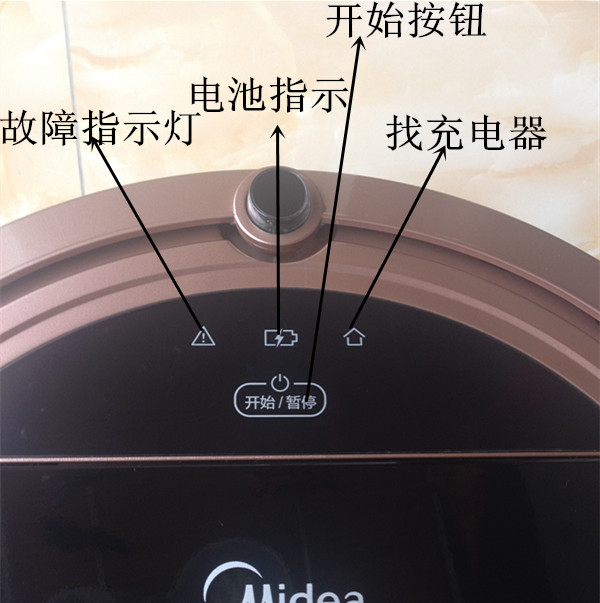 开始按钮
电池指示
故障指示灯
找充电器
开始/暂停
Midea